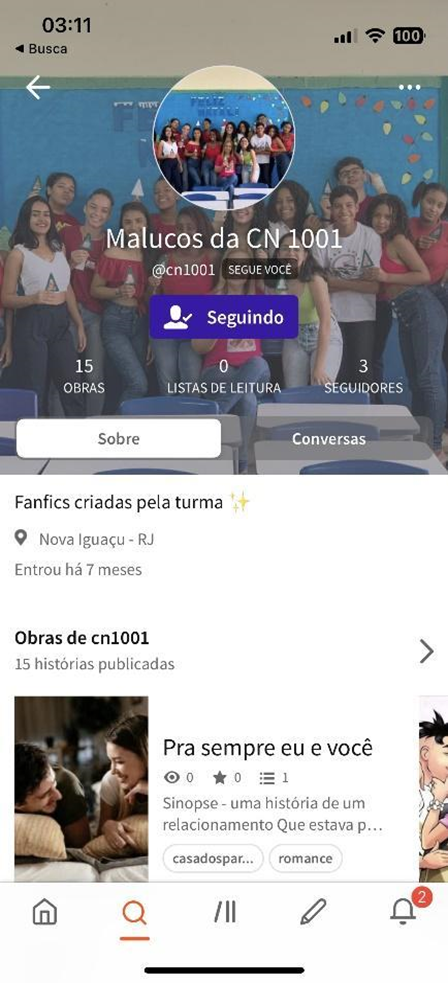 03:11
100
◀ Busca
FELIZ
NATAL
Malucos da CN 1001
@cn1001 SEGUE VOCÊ
Seguindo
15 0 3
OBRAS LISTAS DE LEITURA SEGUIDORES
Sobre Conversas
Fanfics criadas pela turma ✨
Nova Iguaçu - RJ
Entrou há 7 meses
Obras de cn1001
15 histórias publicadas
Pra sempre eu e você
0 0 1
Sinopse - uma história de um
relacionamento Que estava p...
casadospar... romance
2